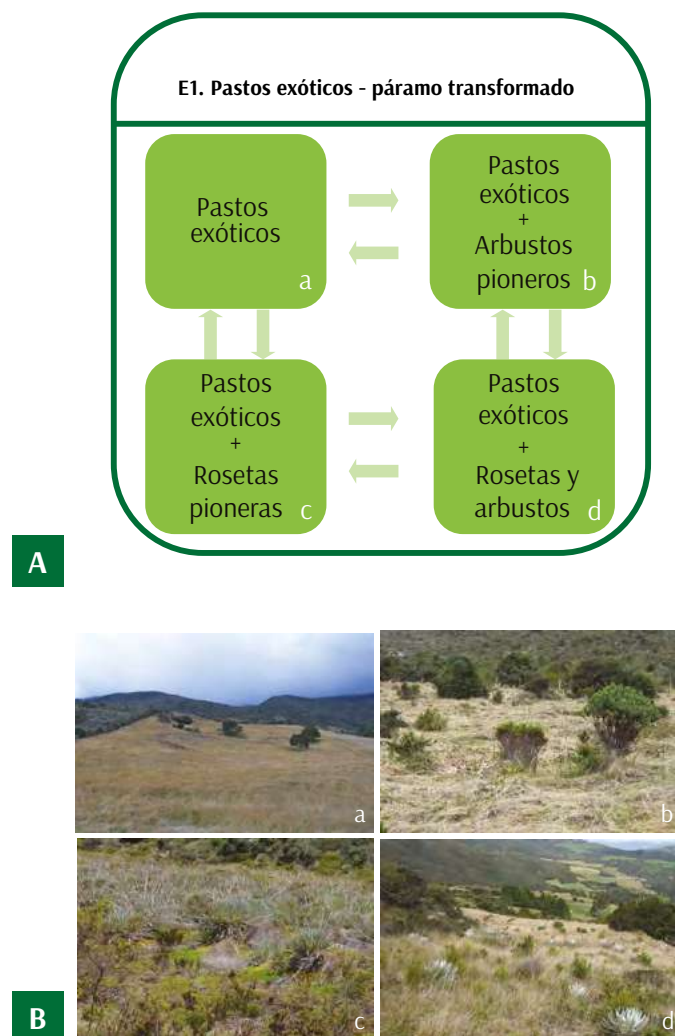 E1. Pastos exóticos - páramo transformado
Pastos
exóticos
a
Pastos
exóticos
+
Arbustos
pioneros
b
Pastos
exóticos
+
Rosetas
pioneras
c
Pastos
exóticos
+
Rosetas y
arbustos
d
A
a
b
c
d
B